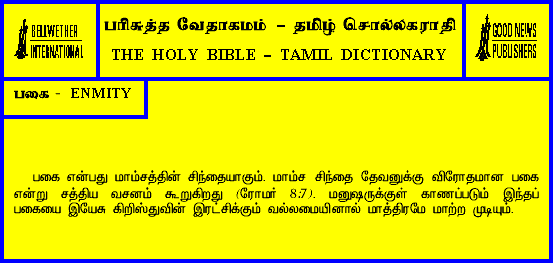 BELLWETHER
INTERNATIONAL
பரிசுத்த வேதாகமம் – தமிழ் சொல்லகராதி
THE HOLY BIBLE – TAMIL DICTIONARY
GOOD NEWS
PUBLISHERS
பகை - ENMITY
பகை என்பது மாம்சத்தின் சிந்தையாகும். மாம்ச சிந்தை தேவனுக்கு விரோதமான பகை
என்று சத்திய வசனம் கூறுகிறது (ரோமர் 8:7). மனுஷருக்குள் காணப்படும் இந்தப்
பகையை இயேசு கிறிஸ்துவின் இரட்சிக்கும் வல்லமையினால் மாத்திரமே மாற்ற முடியும்.